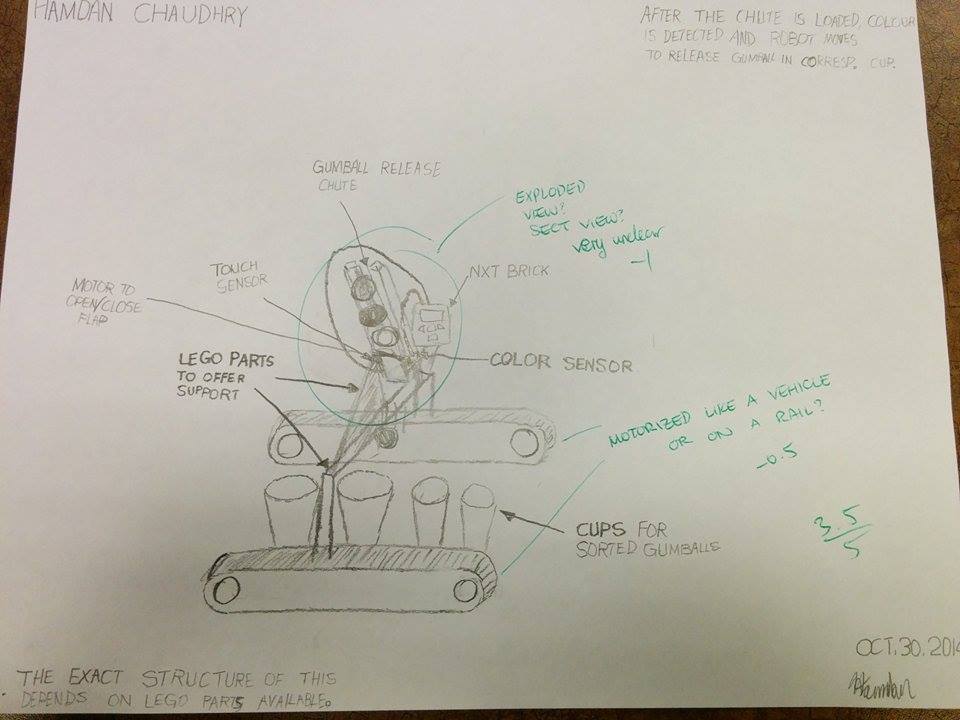 HAMDAN CHAUDHRY
AFTER THE CHUTE IS LOADED, COLOUR
IS DETECTED AND ROBOT MOVES
TO RELEASE GUMBALL IN CORRESP. CUP.
GUMBALL RELEASE
CHUTE
EXPLODED
VIEW?
SECT VIEW?
very unclear
-1
TOUCH
SENSOR
NXT BRICK
MOTOR TO
OPEN/CLOSE
FLAP
LEGO PARTS
TO OFFER
SUPPORT
COLOR SENSOR
MOTORIZED LIKE A VEHICLE
OR ON A RAIL?
-0.5
3.5
5
CUPS FOR
SORTED GUMBALLS
OCT.30.2014
Hamdan
THE EXACT STRUCTURE OF THIS
DEPENDS ON LEGO PARTS AVAILABLE.